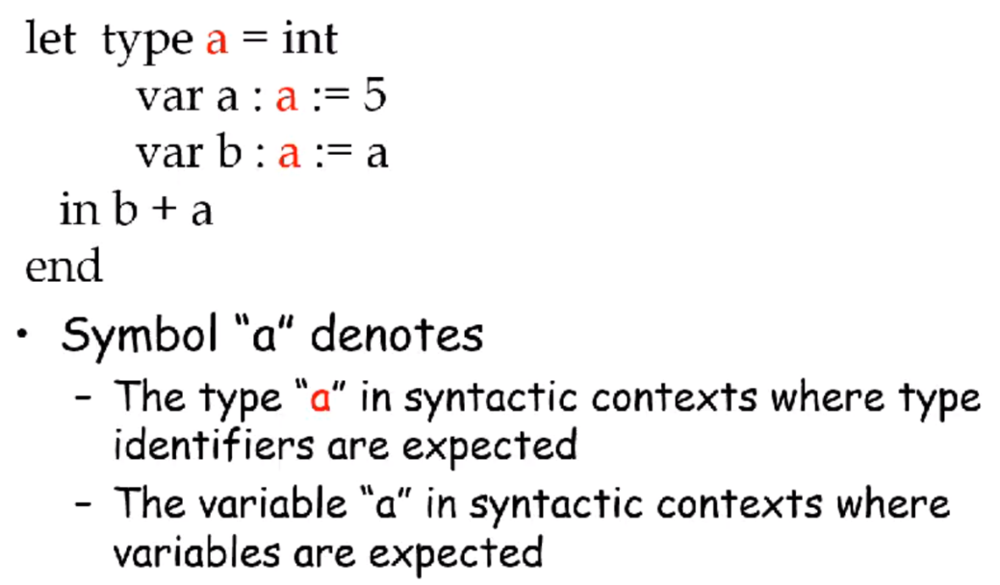 let type a = int
var a : a := 5
var b : a := a
in b + a
end
• Symbol “a” denotes
– The type “a” in syntactic contexts where type
identifiers are expected
– The variable “a” in syntactic contexts where
variables are expected